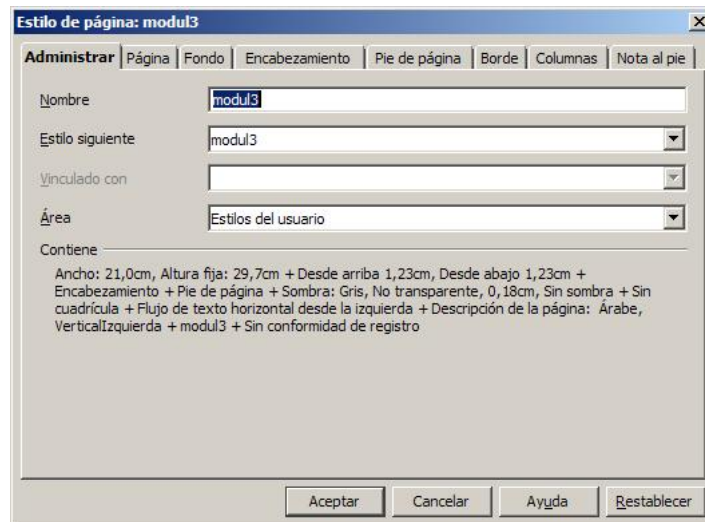 Estilo de página: modul3
Administrar Página Fondo Encabezamiento Pie de página Borde Columnas Nota al pie
Nombre modul3
Estilo siguiente modul3
Vinculado con
Área Estilos del usuario
Contiene
Ancho: 21,0cm, Altura fija: 29,7cm + Desde arriba 1,23cm, Desde abajo 1,23cm +
Encabezamiento + Pie de página + Sombra: Gris, No transparente, 0,18cm, Sin sombra + Sin
cuadrícula + Flujo de texto horizontal desde la izquierda + Descripción de la página: Árabe,
VerticalIzquierda + modul3 + Sin conformidad de registro
Aceptar Cancelar Ayuda Restablecer